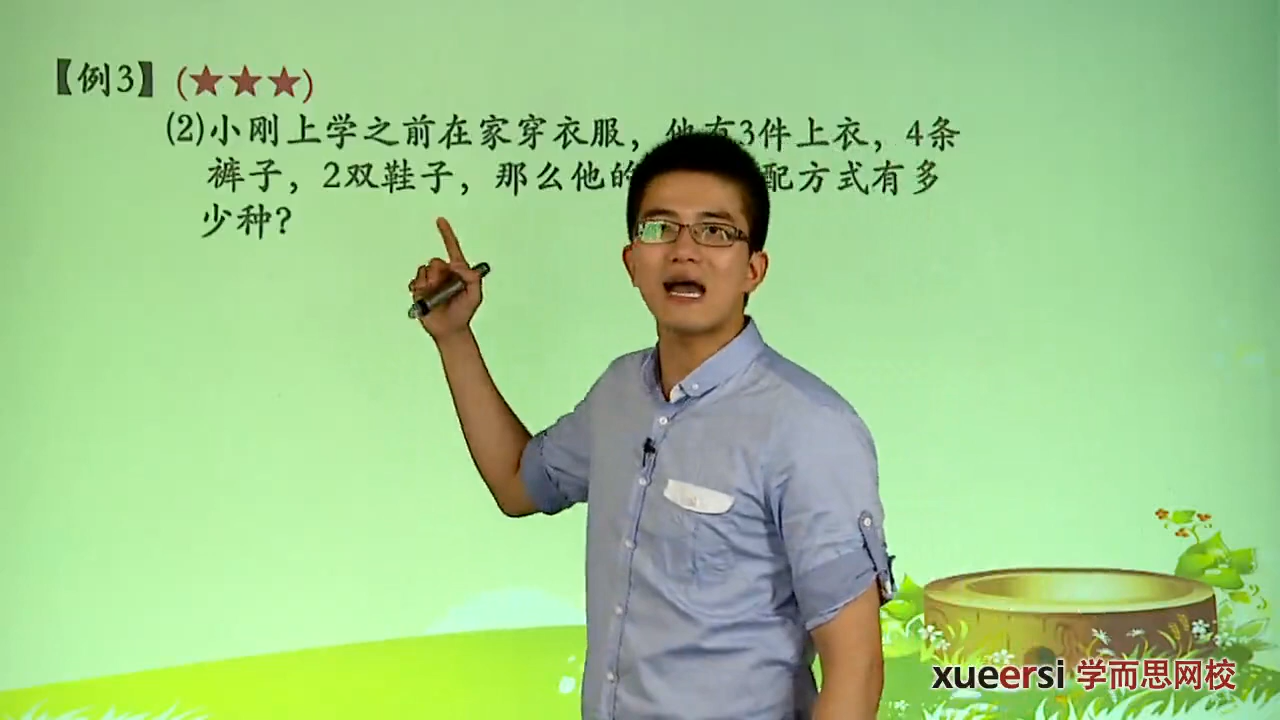 【例3】(★★★)
(2)小刚上学之前在家穿衣服，他有3件上衣，4条
裤子，2双鞋子，那么他的配方式有多
少种？
xueersi 学而思网校